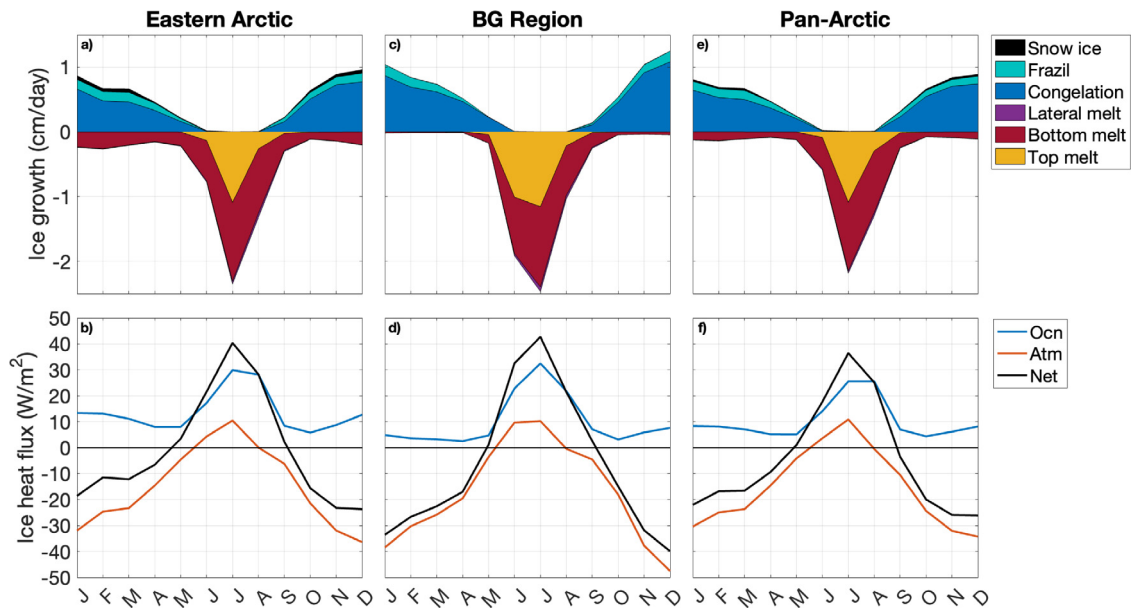 Eastern Arctic
BG Region
Pan-Arctic
a)
c)
e)
Ice growth (cm/day)
1
0
-1
-2
Snow ice
Frazil
Congelation
Lateral melt
Bottom melt
Top melt
b)
d)
f)
Ice heat flux (W/m²)
50
40
30
20
10
0
-10
-20
-30
-40
-50
Ocn
Atm
Net
J F M A M J J A S O N D
J F M A M J J A S O N D
J F M A M J J A S O N D